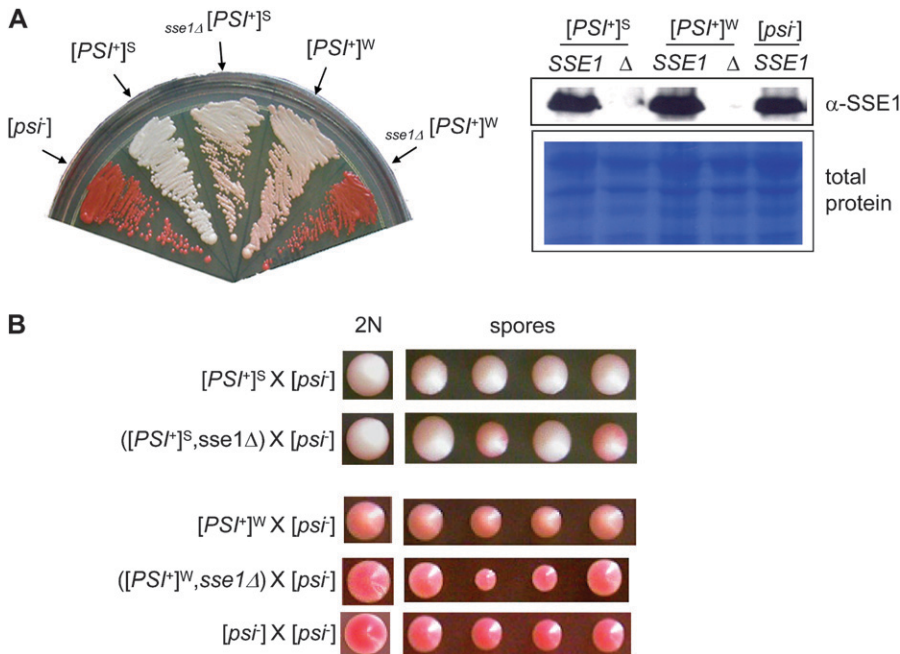 A
[PSI+]S
sse1Δ [PSI+]S
[PSI+]W
[psi-]
sse1Δ [PSI+]W
[PSI+]S [PSI+]W [psi-]
SSE1 Δ SSE1 Δ SSE1
α-SSE1
total
protein
B
2N spores
[PSI+]S X [psi-]
([PSI+]S,sse1Δ) X [psi-]
[PSI+]W X [psi-]
([PSI+]W,sse1Δ) X [psi-]
[psi-] X [psi-]